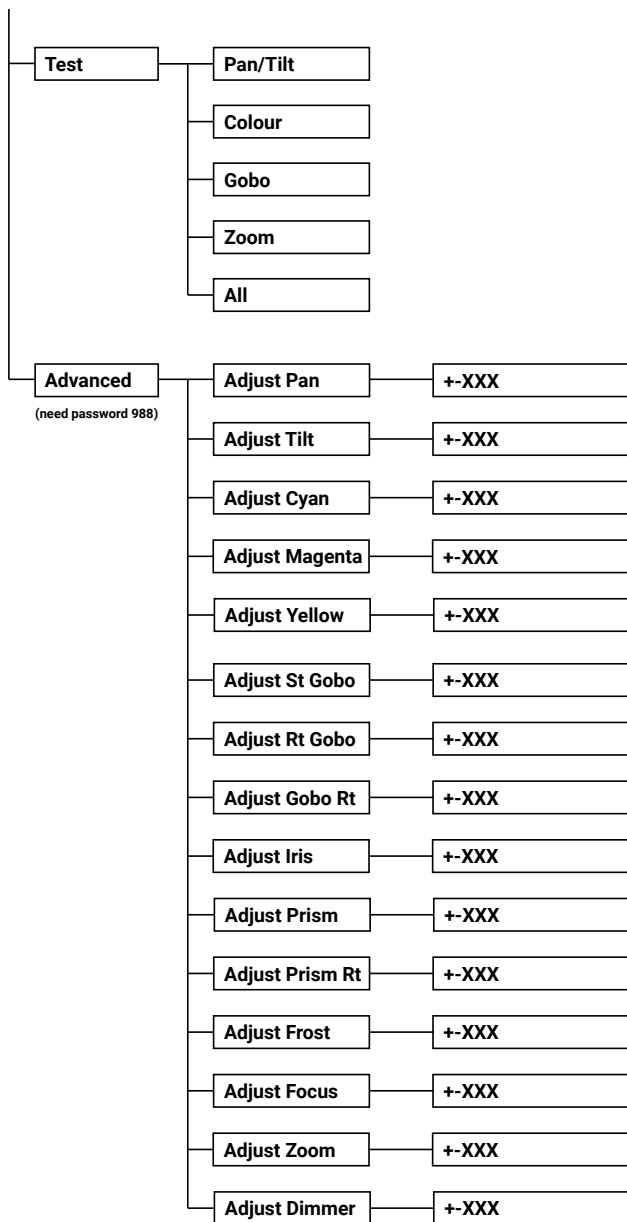 Test
Pan/Tilt
Colour
Gobo
Zoom
All
Advanced
(need password 988)
Adjust Pan +-XXX
Adjust Tilt +-XXX
Adjust Cyan +-XXX
Adjust Magenta +-XXX
Adjust Yellow +-XXX
Adjust St Gobo +-XXX
Adjust Rt Gobo +-XXX
Adjust Gobo Rt +-XXX
Adjust Iris +-XXX
Adjust Prism +-XXX
Adjust Prism Rt +-XXX
Adjust Frost +-XXX
Adjust Focus +-XXX
Adjust Zoom +-XXX
Adjust Dimmer +-XXX